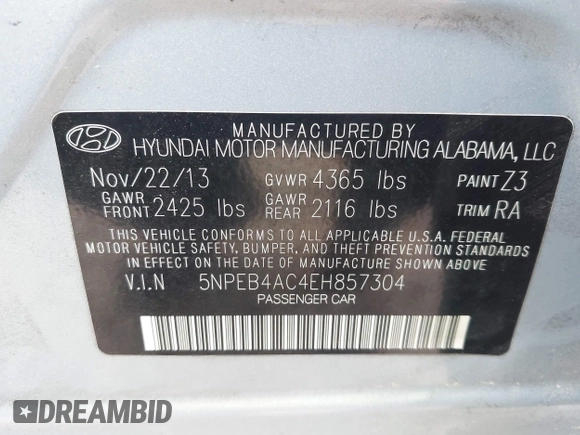 MANUFACTURED BY
HYUNDAI MOTOR MANUFACTURING ALABAMA, LLC
Nov/22/13 GVWR 4365 lbs PAINT Z3
GAWR FRONT 2425 lbs GAWR REAR 2116 lbs TRIM RA
THIS VEHICLE CONFORMS TO ALL APPLICABLE U.S.A. FEDERAL
MOTOR VEHICLE SAFETY, BUMPER, AND THEFT PREVENTION STANDARDS
IN EFFECT ON THE DATE OF MANUFACTURE SHOWN ABOVE.
V.I.N 5NPEB4AC4EH857304
PASSENGER CAR
DREAMBID